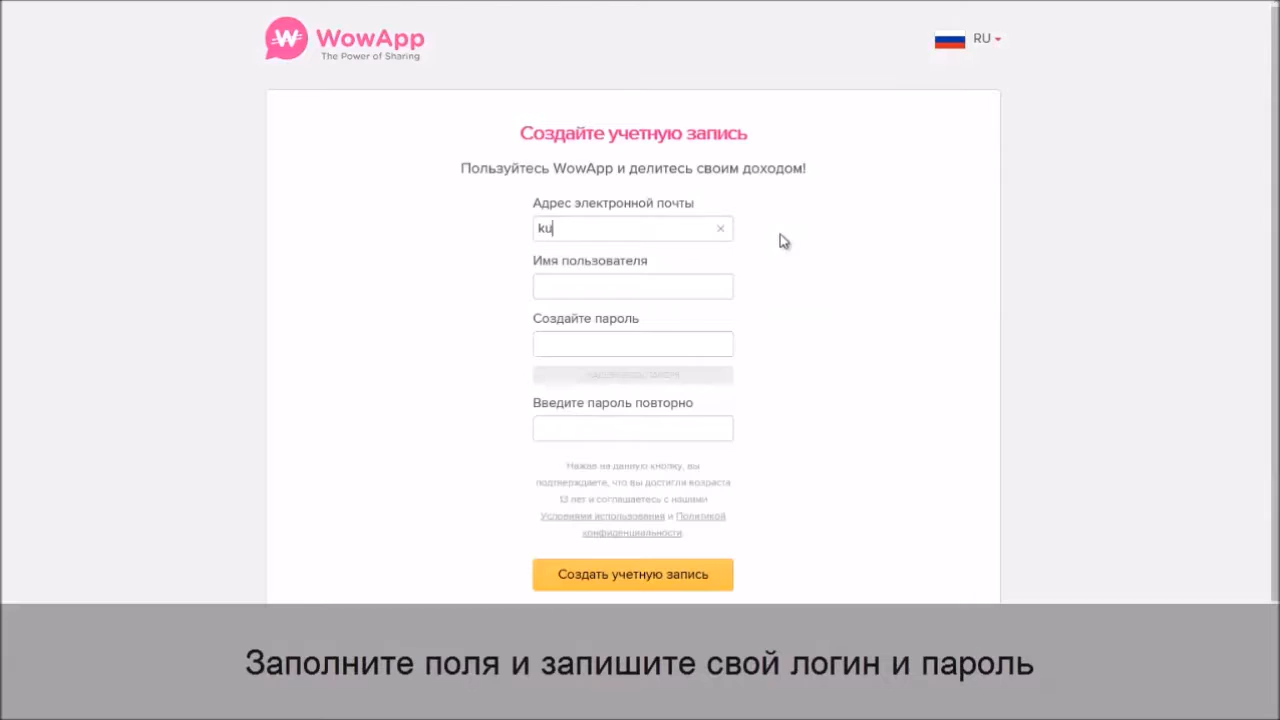 WowApp
The Power of Sharing
RU
Создайте учетную запись
Пользуйтесь WowApp и делитесь своим доходом!
Адрес электронной почты
ku
Имя пользователя
Создайте пароль
Введите пароль повторно
Нажав на данную кнопку, вы
подтверждаете, что вы достигли возраста
13 лет и соглашаетесь с нашими
Условиями использования и Политикой
конфиденциальности
Создать учетную запись
Заполните поля и запишите свой логин и пароль